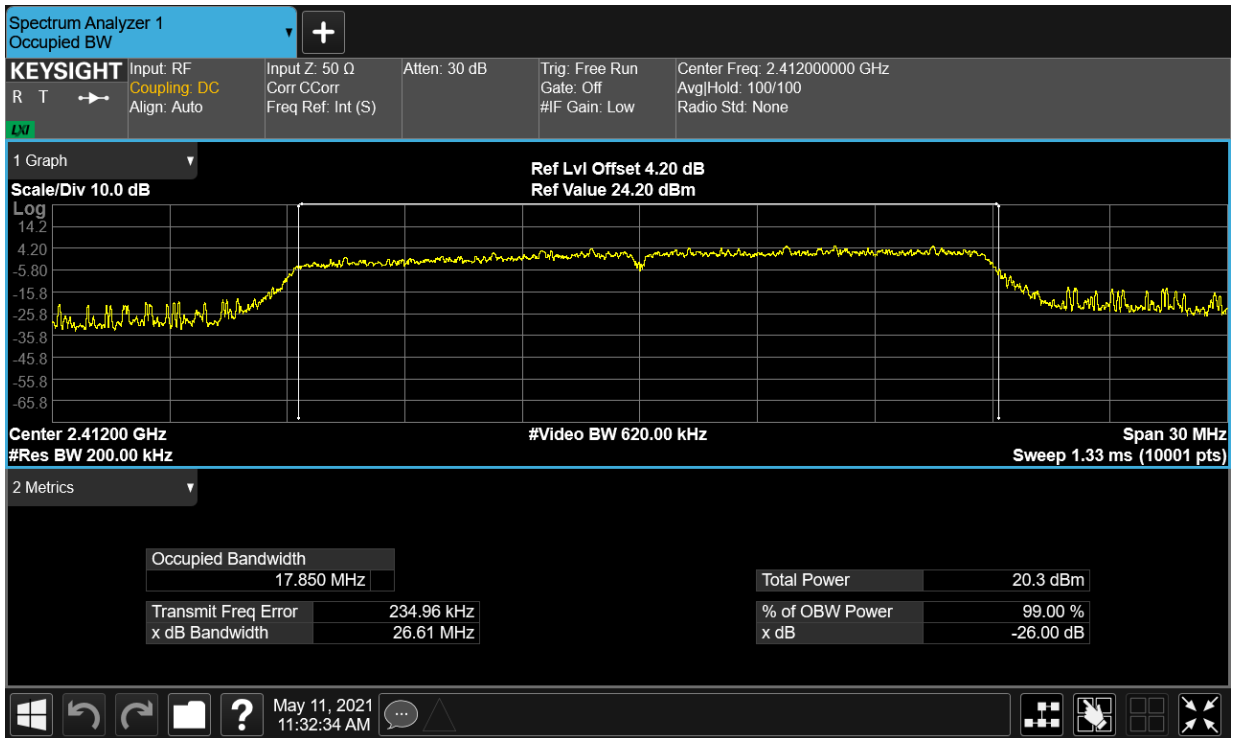 Spectrum Analyzer 1
Occupied BW
KEYSIGHT
R T
LXI
Input: RF
Coupling: DC
Align: Auto
Input Z: 50 Ω
Corr CCorr
Freq Ref: Int (S)
Atten: 30 dB
Trig: Free Run
Gate: Off
#IF Gain: Low
Center Freq: 2.412000000 GHz
Avg|Hold: 100/100
Radio Std: None
1 Graph
Scale/Div 10.0 dB
Ref Lvl Offset 4.20 dB
Ref Value 24.20 dBm
Log
14.2
4.20
-5.80
-15.8
-25.8
-35.8
-45.8
-55.8
-65.8
Center 2.41200 GHz
#Res BW 200.00 kHz
#Video BW 620.00 kHz
Span 30 MHz
Sweep 1.33 ms (10001 pts)
2 Metrics
Occupied Bandwidth
17.850 MHz
Transmit Freq Error 234.96 kHz
x dB Bandwidth 26.61 MHz
Total Power 20.3 dBm
% of OBW Power 99.00 %
x dB -26.00 dB
?
May 11, 2021
11:32:34 AM